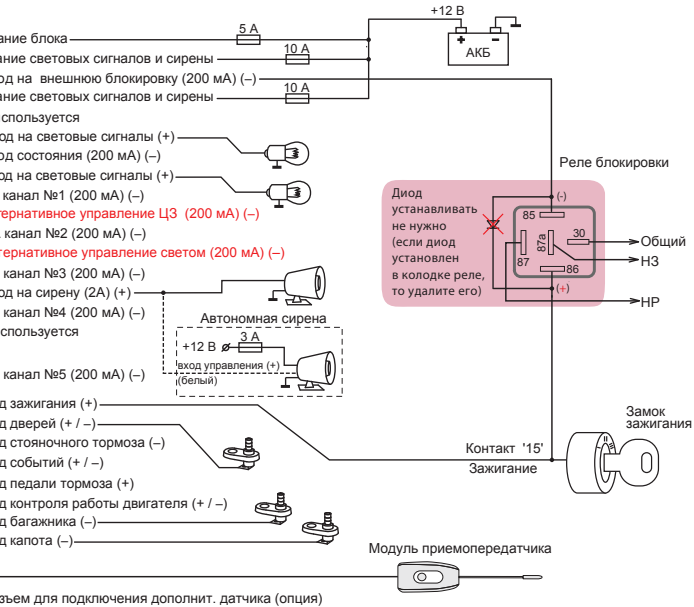 +12 В
АКБ
ание блока
5 А
ание световых сигналов и сирены
10 А
од на внешнюю блокировку (200 мА) (–)
ание световых сигналов и сирены
10 А
спользуется
од на световые сигналы (+)
од состояния (200 мА) (–)
од на световые сигналы (+)
канал №1 (200 мА) (–)
тернативное управление ЦЗ (200 мА) (–)
канал №2 (200 мА) (–)
тернативное управление светом (200 мА) (–)
канал №3 (200 мА) (–)
од на сирену (2А) (+)
канал №4 (200 мА) (–)
спользуется
канал №5 (200 мА) (–)
Автономная сирена
+12 В
3 А
вход управления (+)
(белый)
Реле блокировки
Диод
устанавливать
не нужно
(если диод
установлен
в колодке реле,
то удалите его)
(-)
85
30
87a
87
86
(+)
Общий
НЗ
НР
д зажигания (+)
д дверей (+ / –)
д стояночного тормоза (–)
д событий (+ / –)
д педали тормоза (+)
д контроля работы двигателя (+ / –)
д багажника (–)
д капота (–)
Контакт '15'
Зажигание
Замок
зажигания
Модуль приемопередатчика
зъем для подключения дополнит. датчика (опция)